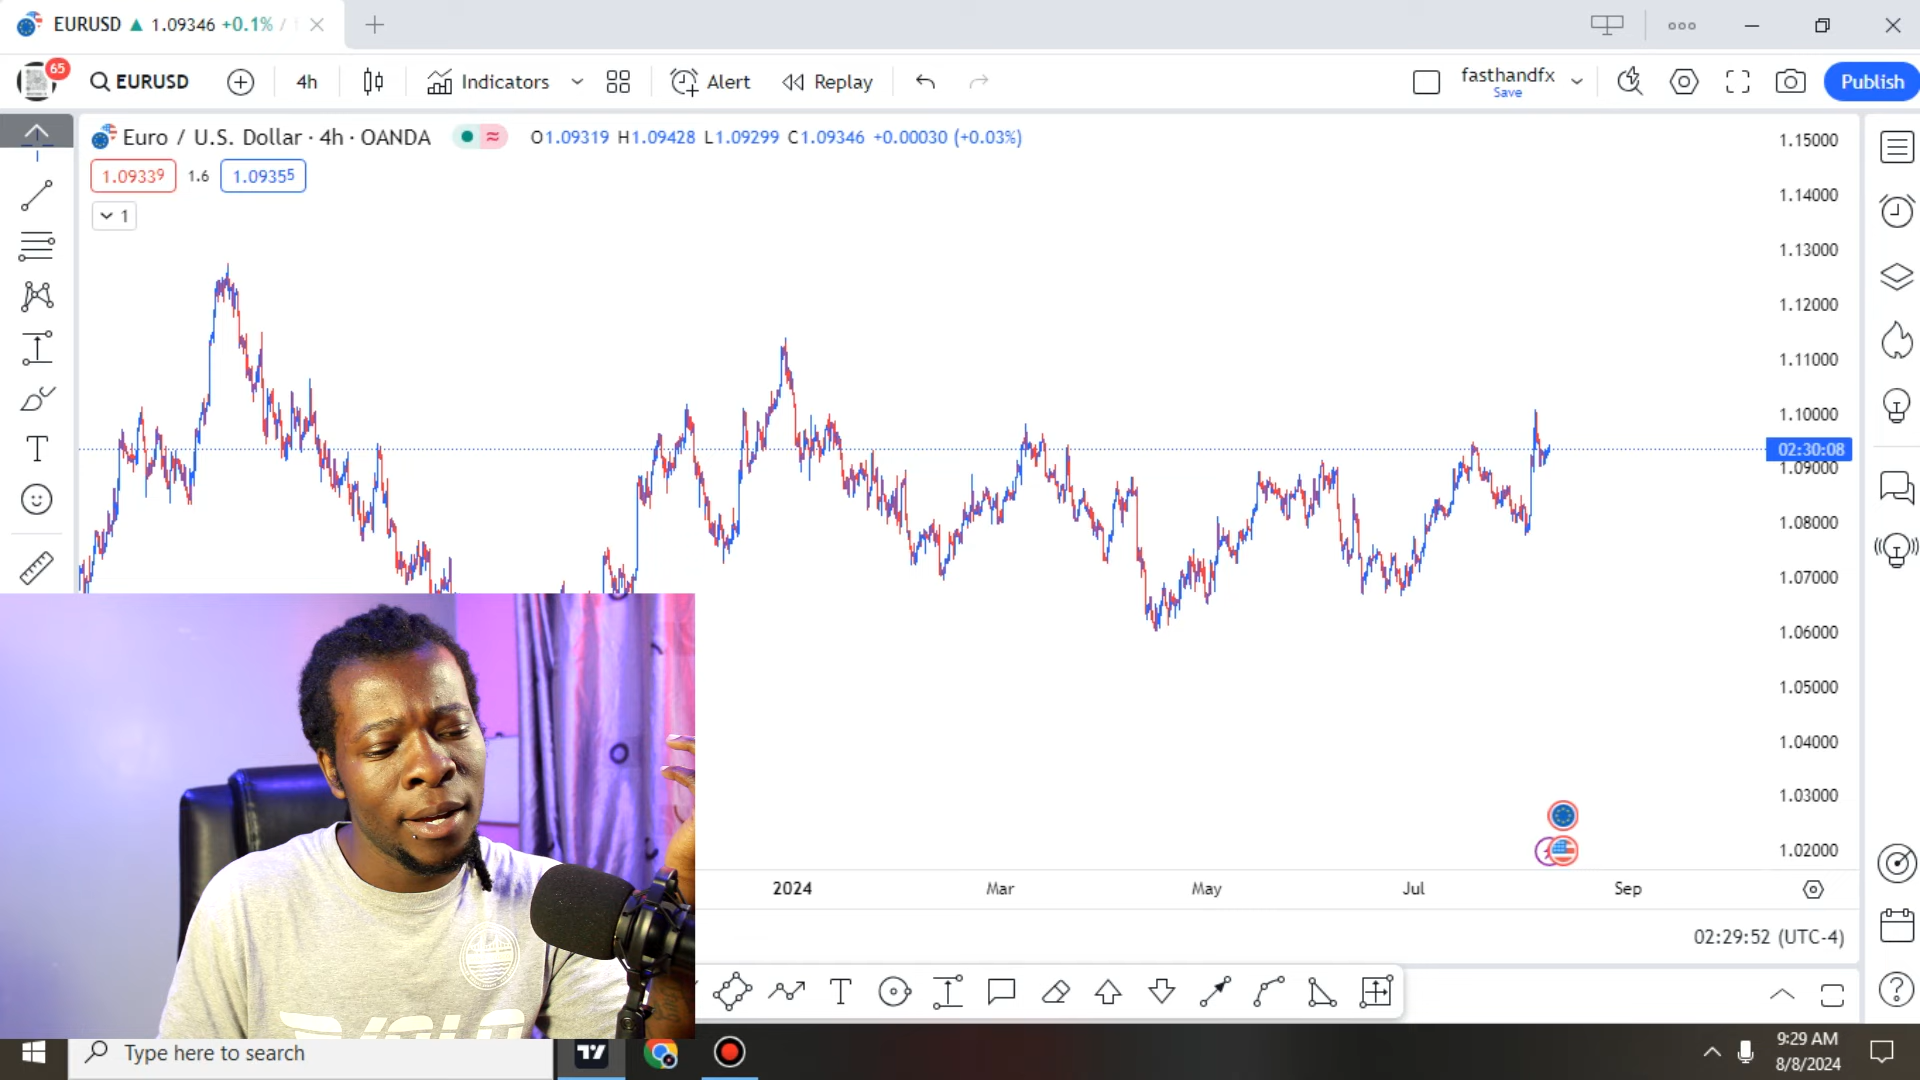 EURUSD ▲ 1.09346 +0.1% /
65
EURUSD 4h Indicators Alert Replay fasthandfx Save Publish
Euro / U.S. Dollar · 4h · OANDA O1.09319 H1.09428 L1.09299 C1.09346 +0.00030 (+0.03%)
1.09339 1.6 1.09355
1
1.15000
1.14000
1.13000
1.12000
1.11000
1.10000
02:30:08
1.09000
1.08000
1.07000
1.06000
1.05000
1.04000
1.03000
1.02000
2024 Mar May Jul Sep
02:29:52 (UTC-4)
Type here to search
9:29 AM
8/8/2024